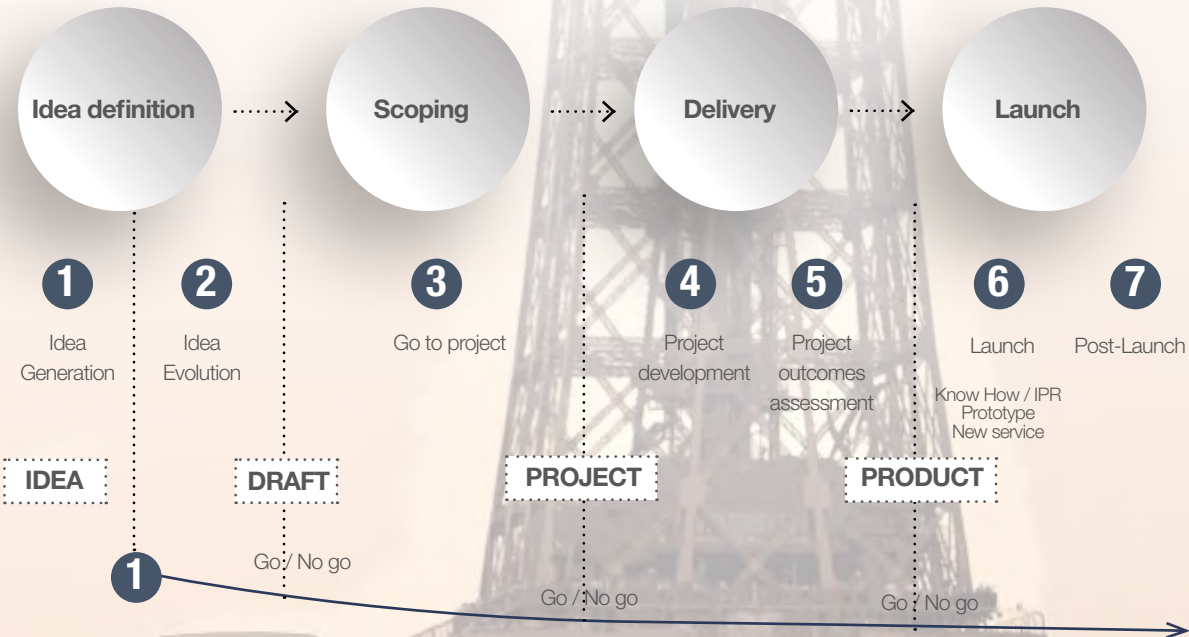 Idea definition
Scoping
Delivery
Launch
1
2
3
4
5
6
7
Idea
Generation
Idea
Evolution
Go to project
Project
development
Project
outcomes
assessment
Launch
Post-Launch
Know How / IPR
Prototype
New service
IDEA
DRAFT
PROJECT
PRODUCT
1
Go / No go
Go / No go
Go / No go